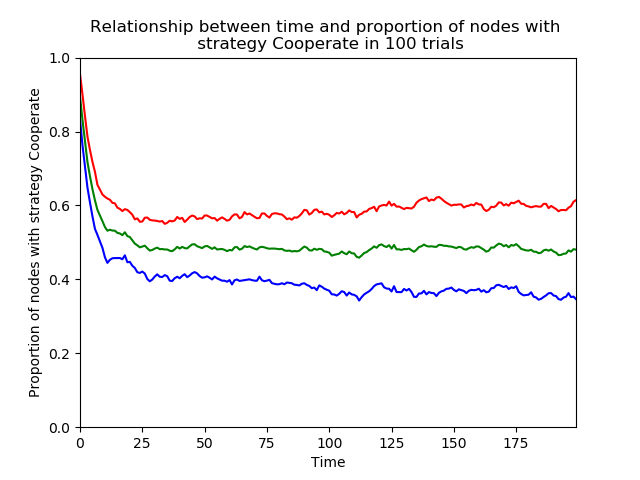 Relationship between time and proportion of nodes with
strategy Cooperate in 100 trials
1.0
0.8
0.6
0.4
0.2
0.0
Proportion of nodes with strategy Cooperate
0 25 50 75 100 125 150 175
Time